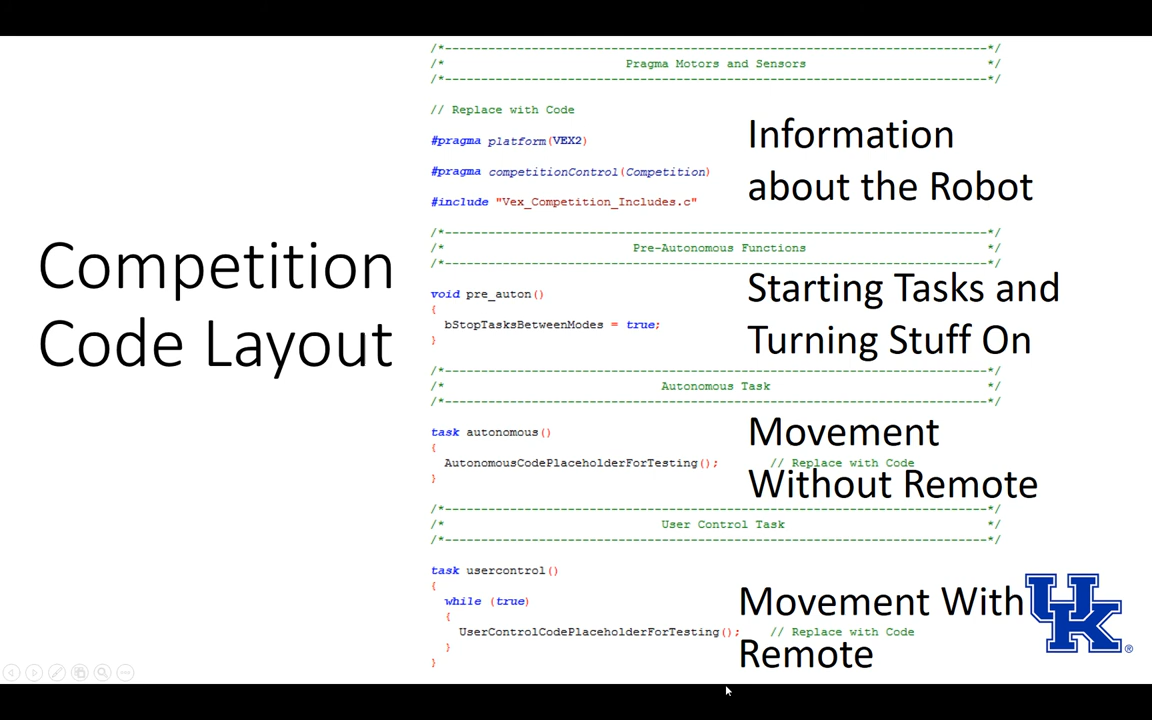 Competition
Code Layout
/*---------------------------------------------------------------------------*/
/*                          Pragma Motors and Sensors                         */
/*---------------------------------------------------------------------------*/
// Replace with Code
#pragma platform(VEX2)
#pragma competitionControl(Competition)
#include "Vex_Competition_Includes.c"
Information
about the Robot
/*---------------------------------------------------------------------------*/
/*                          Pre-Autonomous Functions                          */
/*---------------------------------------------------------------------------*/
void pre_auton()
{
bStopTasksBetweenModes = true;
}
Starting Tasks and
Turning Stuff On
/*---------------------------------------------------------------------------*/
/*                              Autonomous Task                               */
/*---------------------------------------------------------------------------*/
task autonomous()
{
AutonomousCodePlaceholderForTesting();       // Replace with Code
}
Movement
Without Remote
/*---------------------------------------------------------------------------*/
/*                             User Control Task                              */
/*---------------------------------------------------------------------------*/
task usercontrol()
{
while (true)
{
UserControlCodePlaceholderForTesting();    // Replace with Code
}
}
Movement With
Remote
UK®